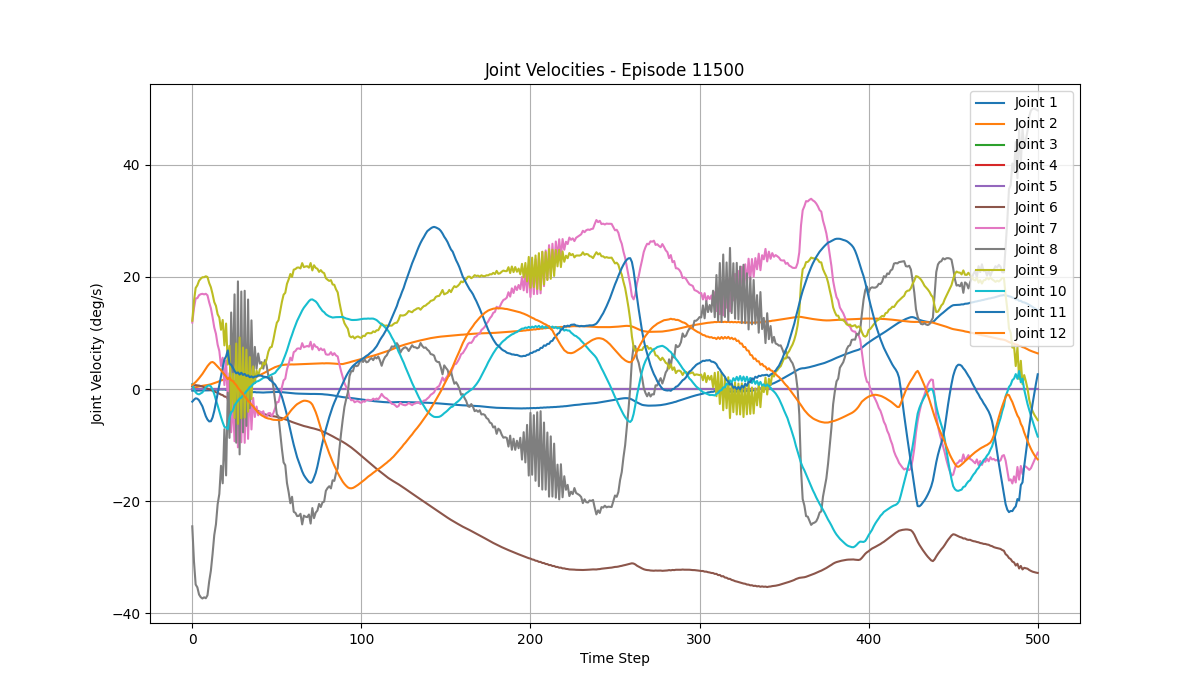 Joint Velocities - Episode 11500
Joint Velocity (deg/s)
40
20
0
−20
−40
0 100 200 300 400 500
Time Step
Joint 1
Joint 2
Joint 3
Joint 4
Joint 5
Joint 6
Joint 7
Joint 8
Joint 9
Joint 10
Joint 11
Joint 12